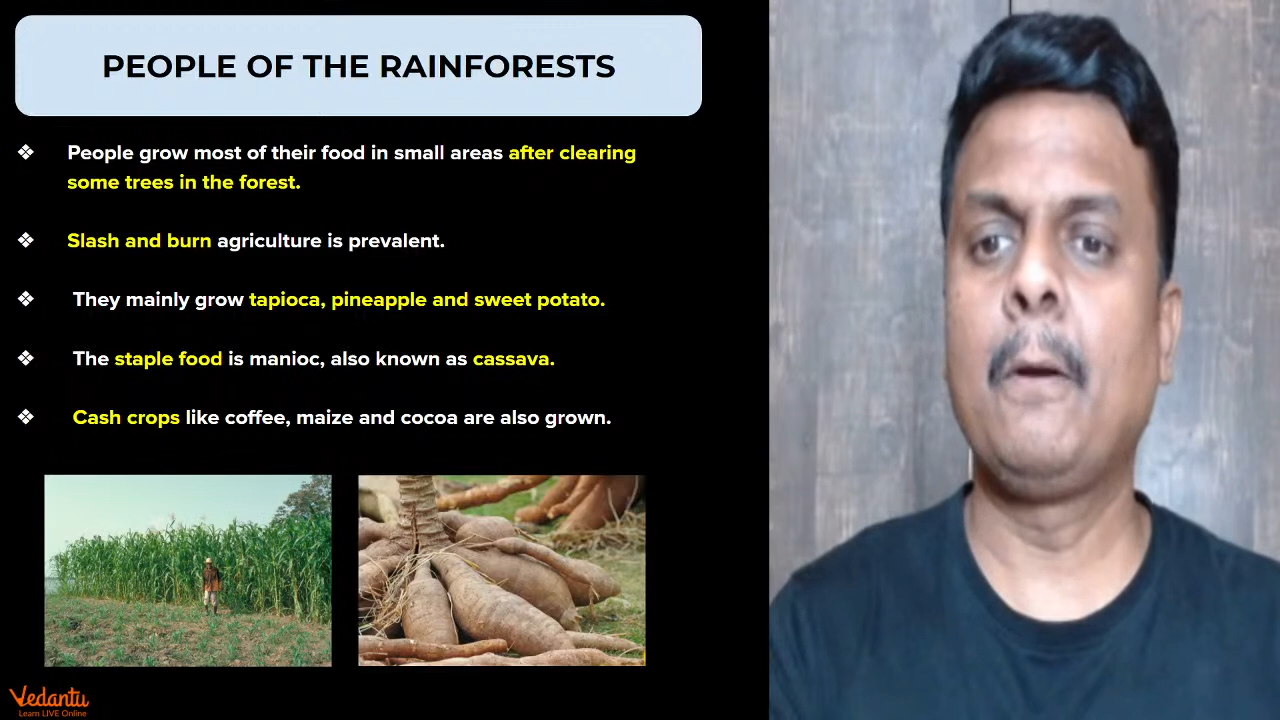 PEOPLE OF THE RAINFORESTS
❖ People grow most of their food in small areas after clearing
some trees in the forest.
❖ Slash and burn agriculture is prevalent.
❖ They mainly grow tapioca, pineapple and sweet potato.
❖ The staple food is manioc, also known as cassava.
❖ Cash crops like coffee, maize and cocoa are also grown.
Vedantu
Learn LIVE Online